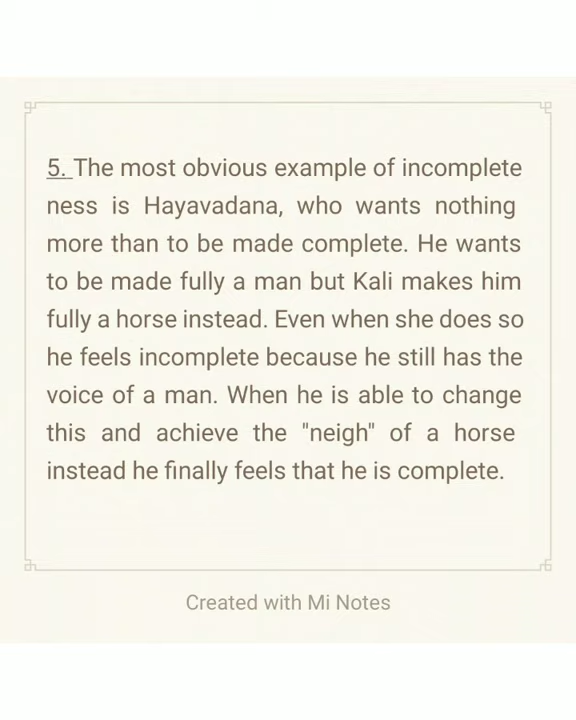 5. The most obvious example of incomplete
ness is Hayavadana, who wants nothing
more than to be made complete. He wants
to be made fully a man but Kali makes him
fully a horse instead. Even when she does so
he feels incomplete because he still has the
voice of a man. When he is able to change
this and achieve the "neigh" of a horse
instead he finally feels that he is complete.
Created with Mi Notes